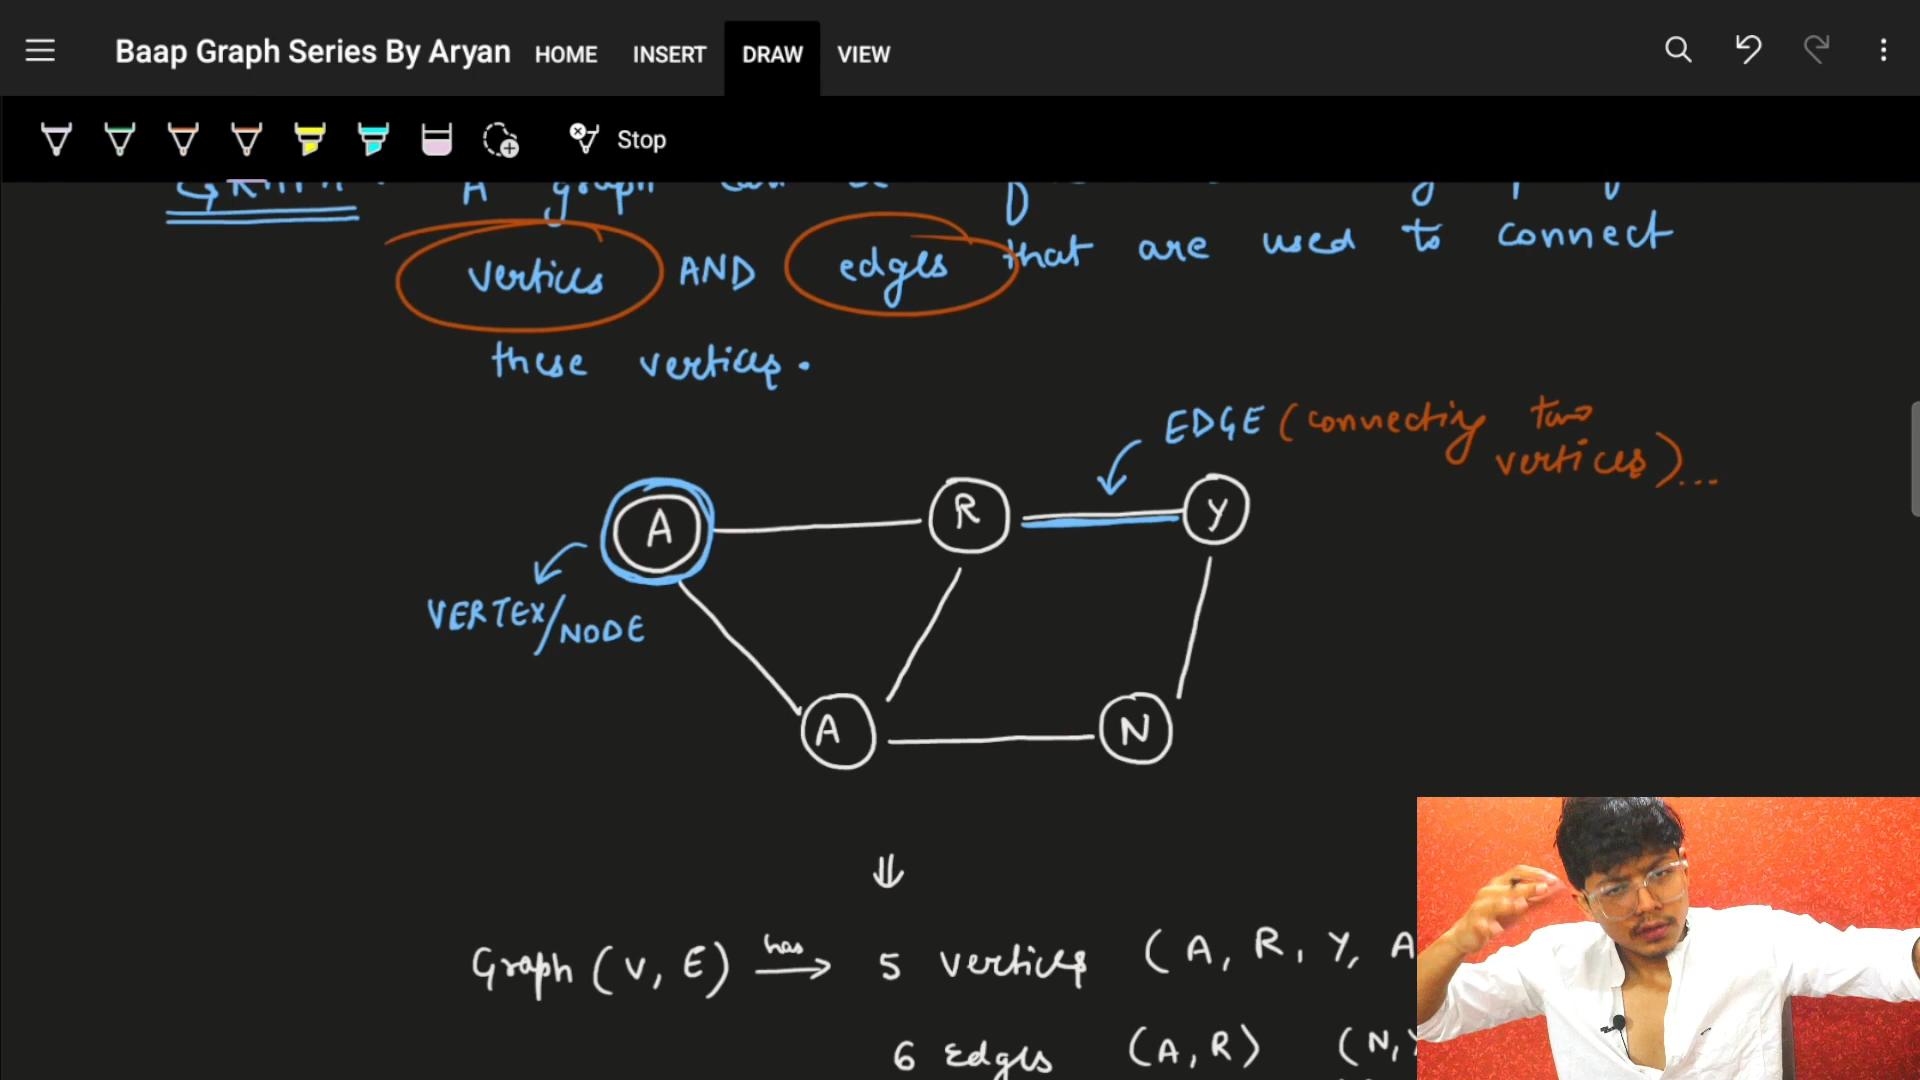 Baap Graph Series By Aryan HOME INSERT DRAW VIEW
Stop
A graph
vertices AND edges that are used to connect
these vertices.
EDGE (connecting two
vertices)...
A R Y
VERTEX/NODE
A N
Graph (V, E) has 5 vertices (A, R, Y, A
6 Edges (A, R) (N,